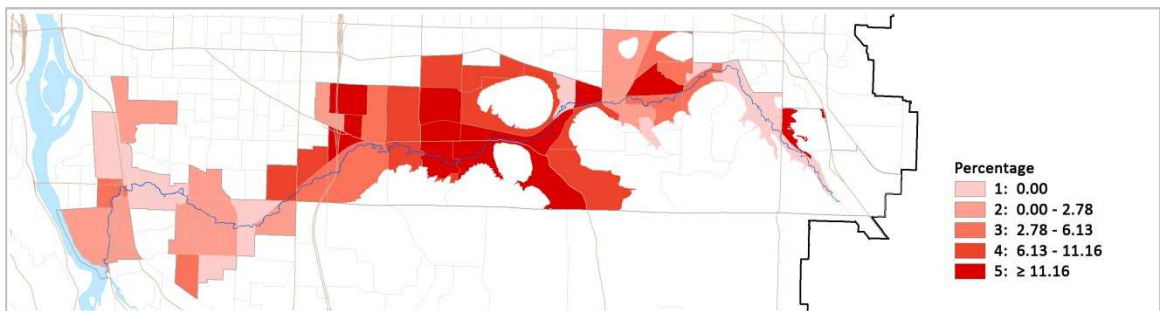 Percentage
1: 0.00
2: 0.00 - 2.78
3: 2.78 - 6.13
4: 6.13 - 11.16
5: ≥ 11.16